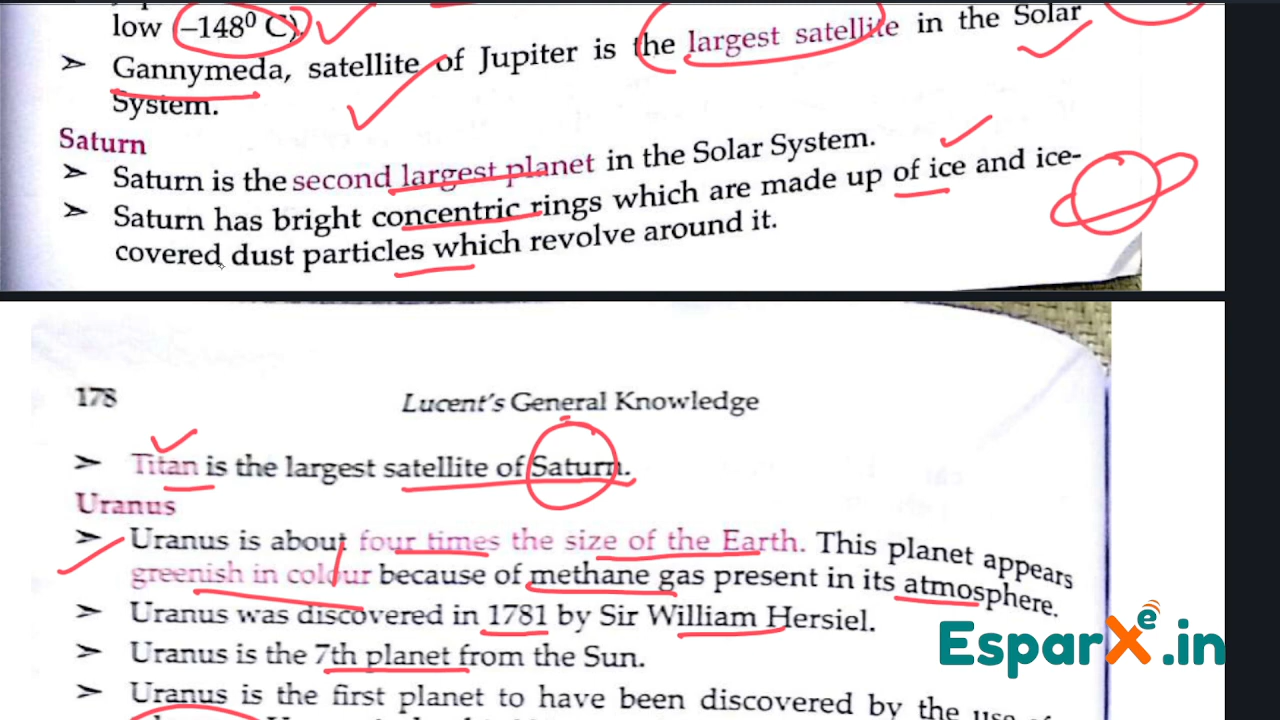 low (–148⁰ C).
➢ Gannymeda, satellite of Jupiter is the largest satellite in the Solar
System.
Saturn
➢ Saturn is the second largest planet in the Solar System.
➢ Saturn has bright concentric rings which are made up of ice and ice-
covered dust particles which revolve around it.
178 Lucent's General Knowledge
➢ Titan is the largest satellite of Saturn.
Uranus
➢ Uranus is about four times the size of the Earth. This planet appears
greenish in colour because of methane gas present in its atmosphere.
➢ Uranus was discovered in 1781 by Sir William Hersiel.
➢ Uranus is the 7th planet from the Sun.
➢ Uranus is the first planet to have been discovered by the use of
EsparXe.in